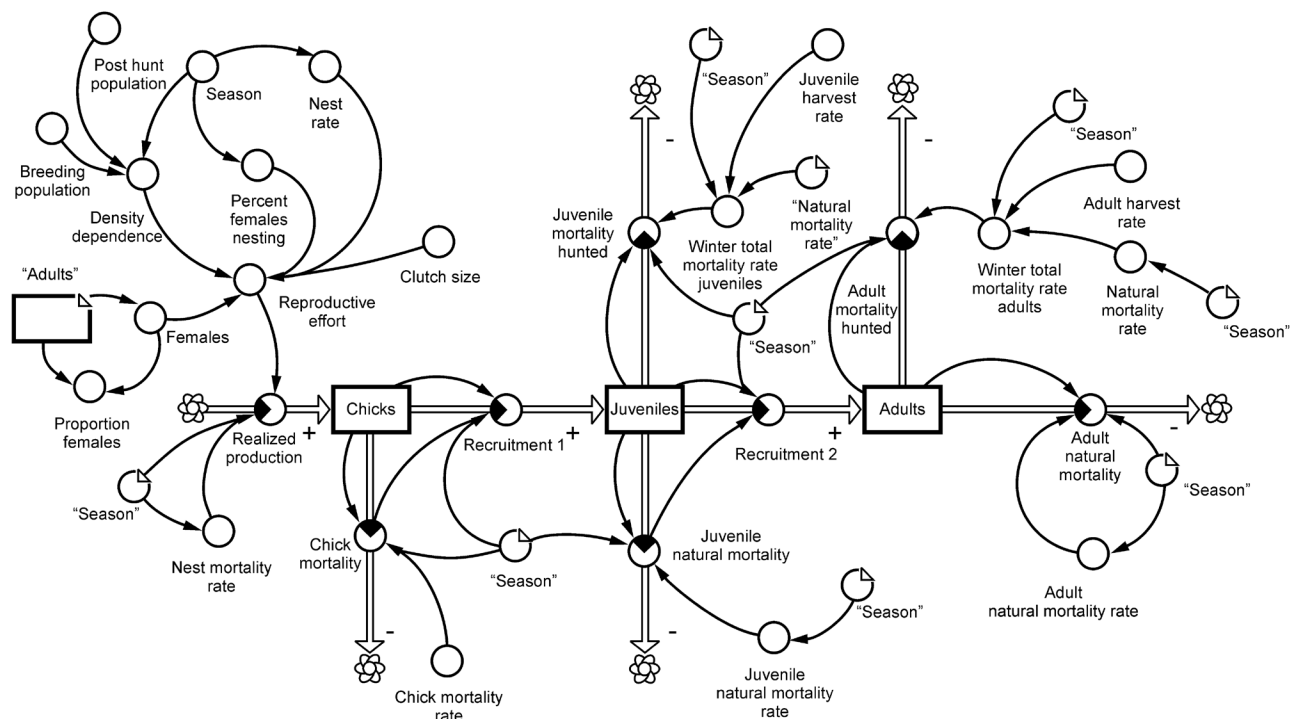 Post hunt
population
Season
Nest
rate
Breeding
population
Density
dependence
Percent
females
nesting
Clutch size
"Adults"
Females
Reproductive
effort
Proportion
females
Realized
production
+
Chicks
Recruitment 1
+
Juveniles
Recruitment 2
+
Adults
Adult
natural
mortality
-
"Season"
Nest mortality
rate
Chick
mortality
-
Chick mortality
rate
"Season"
Juvenile
natural mortality
-
"Season"
Juvenile
natural mortality
rate
"Season"
Juvenile
harvest
rate
-
"Natural
mortality
rate"
Juvenile
mortality
hunted
Winter total
mortality rate
juveniles
"Season"
Adult
mortality
hunted
-
"Season"
Adult harvest
rate
Winter total
mortality rate
adults
Natural
mortality
rate
"Season"
"Season"
Adult
natural mortality rate